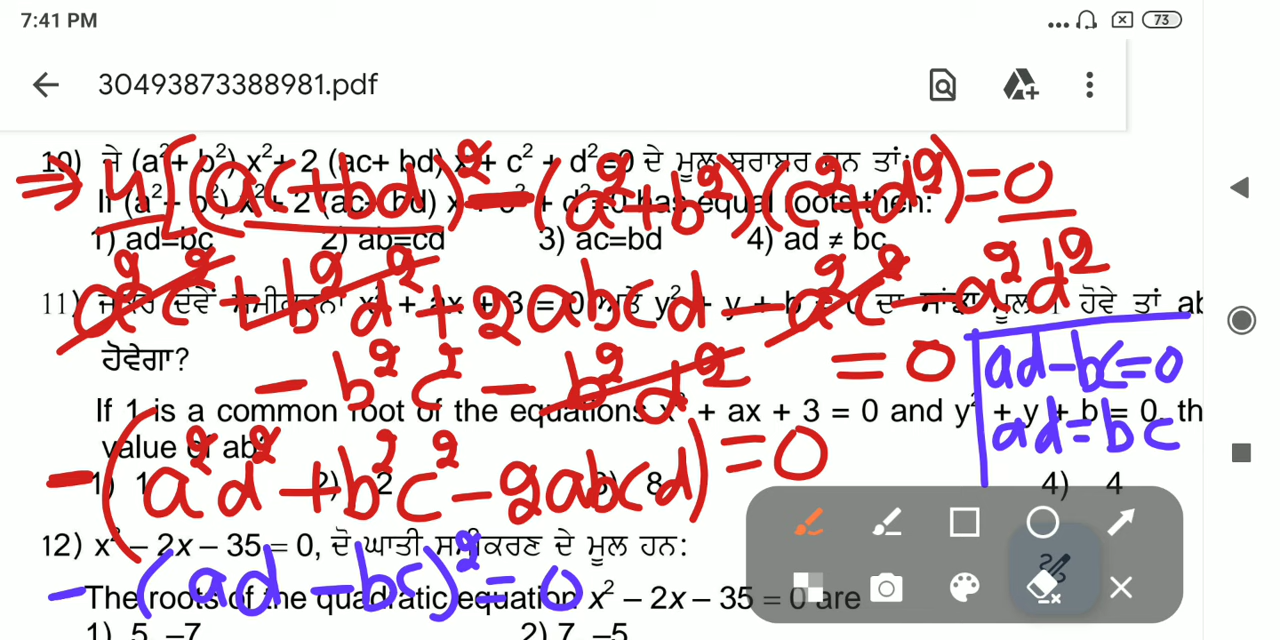 7:41 PM
73
30493873388981.pdf
10) ਜੇ (a²+ b²) x²+ 2 (ac+ bd) x + c² + d²=0 ਦੇ ਮੂਲ ਬਰਾਬਰ ਹਨ ਤਾਂ:
⇒ 4[(ac+bd)² − (a²+b²)(c²+d²) = 0
If (a²+ b²) x²+ 2 (ac+ bd) x + c² + d²=0 has equal roots then:
1) ad=bc 2) ab=cd 3) ac=bd 4) ad ≠ bc
a²c² + b²d² + 2abcd − a²c² − a²d²
11) ਦੋਵੇਂ ਸਮੀਕਰਨਾਂ x² + ax + 3 = 0 ਅਤੇ y² + y + b = 0 ਦਾ ਸਾਂਝਾ ਮੂਲ 1 ਹੋਵੇ ਤਾਂ ab
ਹੋਵੇਗਾ?
− b²c² − b²d² = 0
ad−bc=0
If 1 is a common root of the equations x² + ax + 3 = 0 and y² + y + b = 0, th
ad=bc
value of ab
−(a²d² + b²c² − 2abcd) = 0
1) 1 2) 2 8 4) 4
12) x² − 2x − 35 = 0, ਦੋ ਘਾਤੀ ਸਮੀਕਰਣ ਦੇ ਮੂਲ ਹਨ:
−(ad − bc)² = 0
The roots of the quadratic equation x² − 2x − 35 = 0 are
1) 5, −7 2) 7, −5